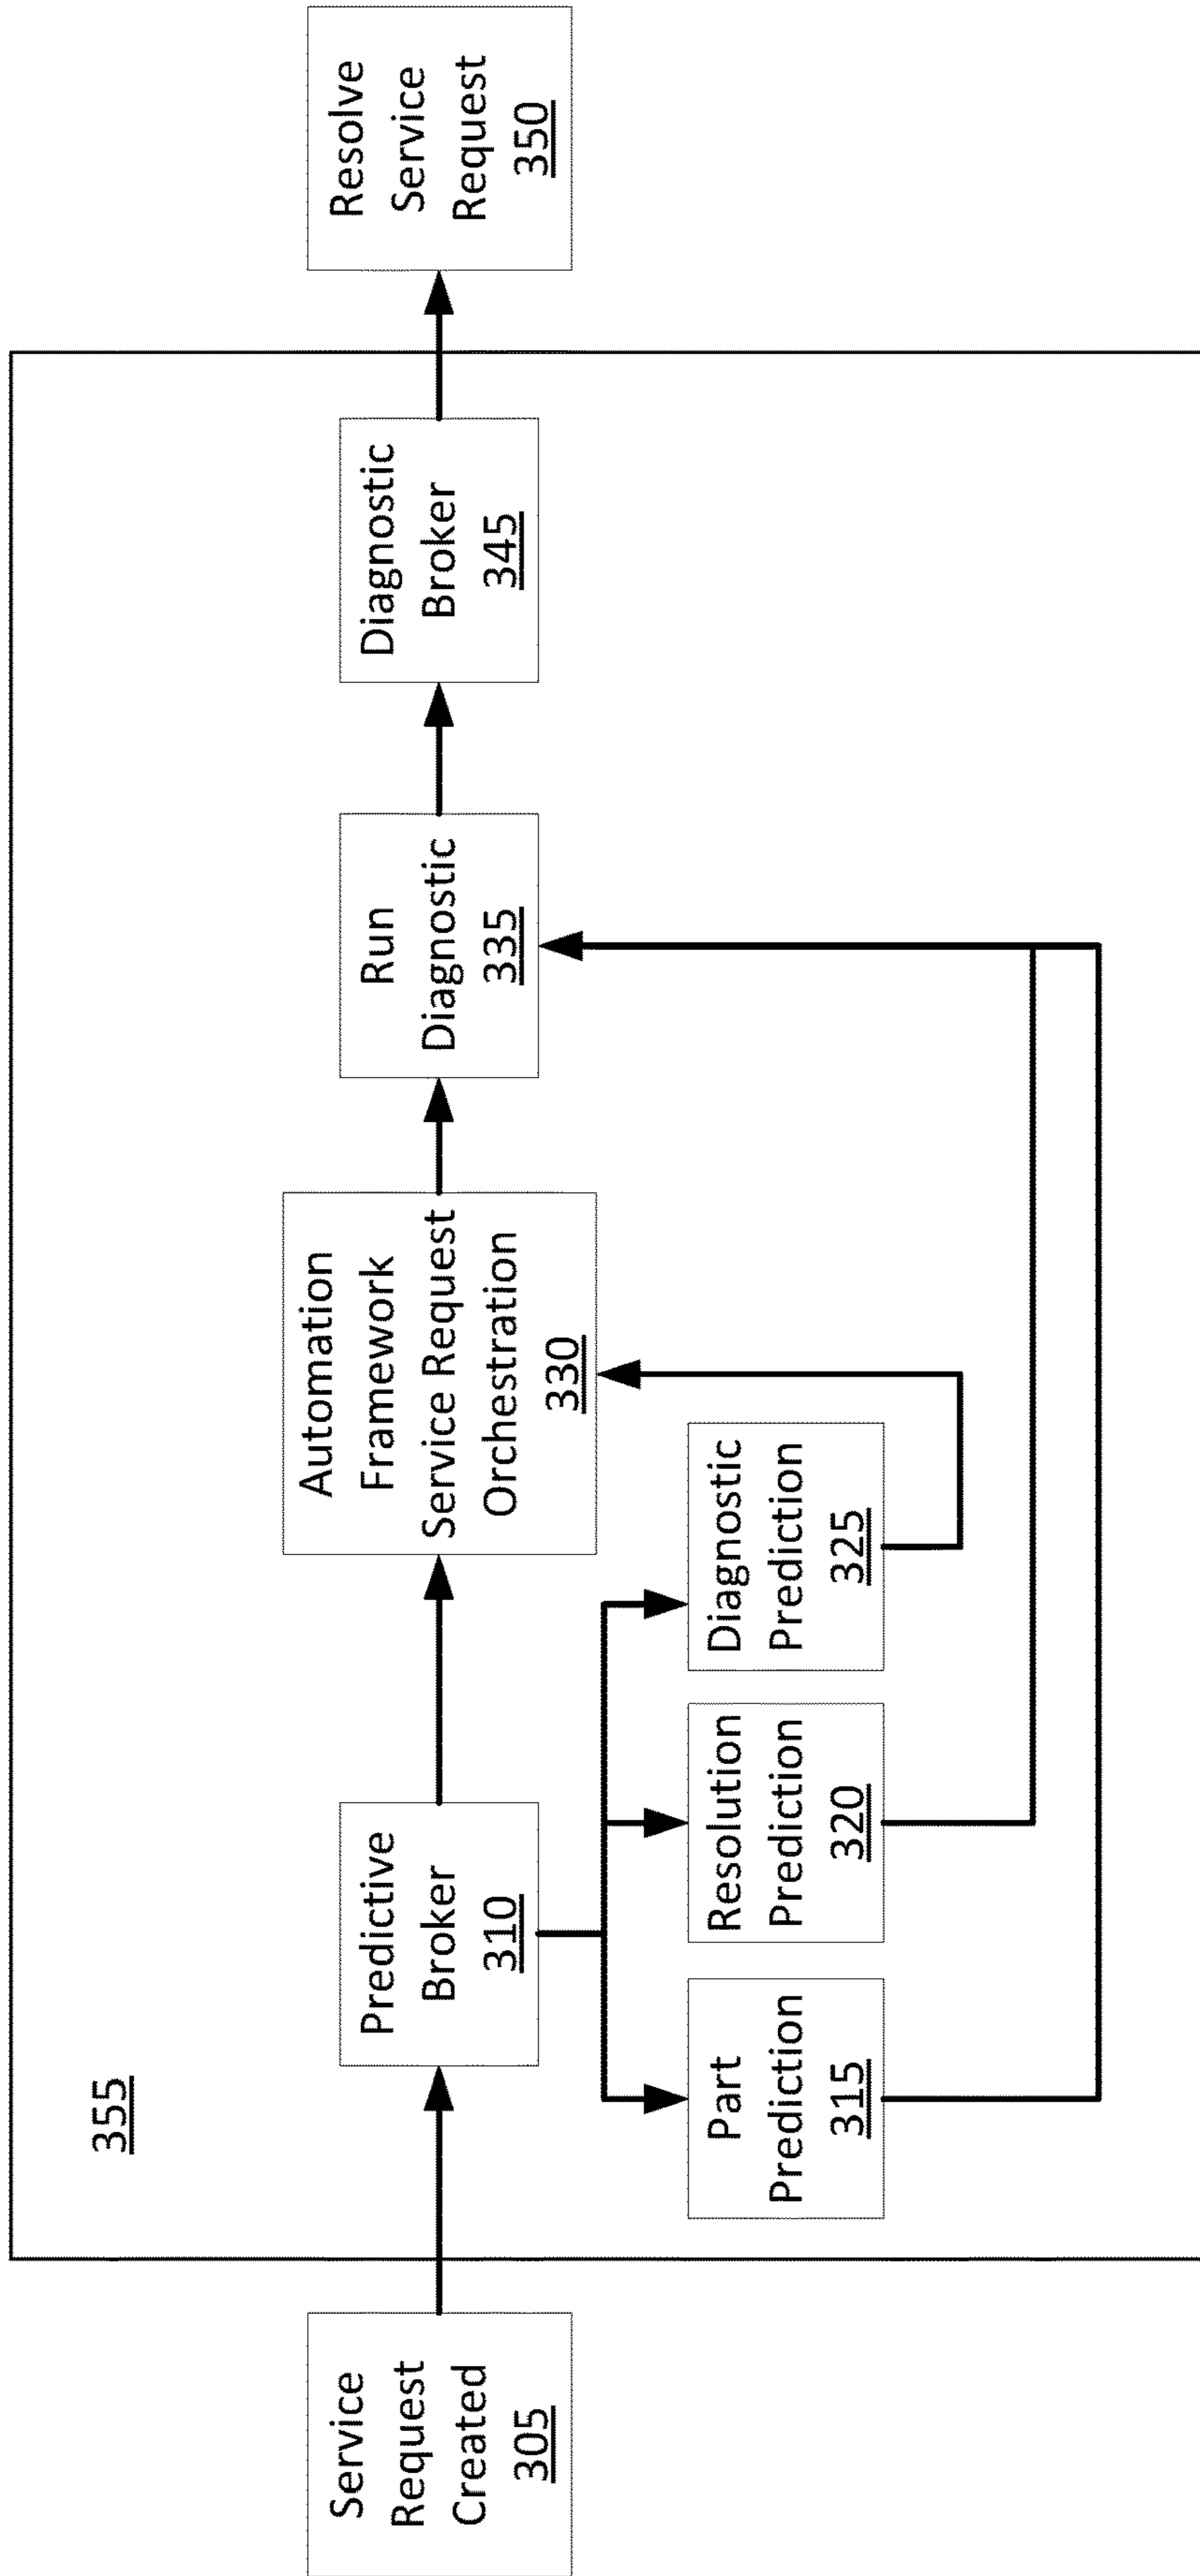 355
Service
Request
Created
305
Predictive
Broker
310
Part
Prediction
315
Resolution
Prediction
320
Diagnostic
Prediction
325
Automation
Framework
Service Request
Orchestration
330
Run
Diagnostic
335
Diagnostic
Broker
345
Resolve
Service
Request
350